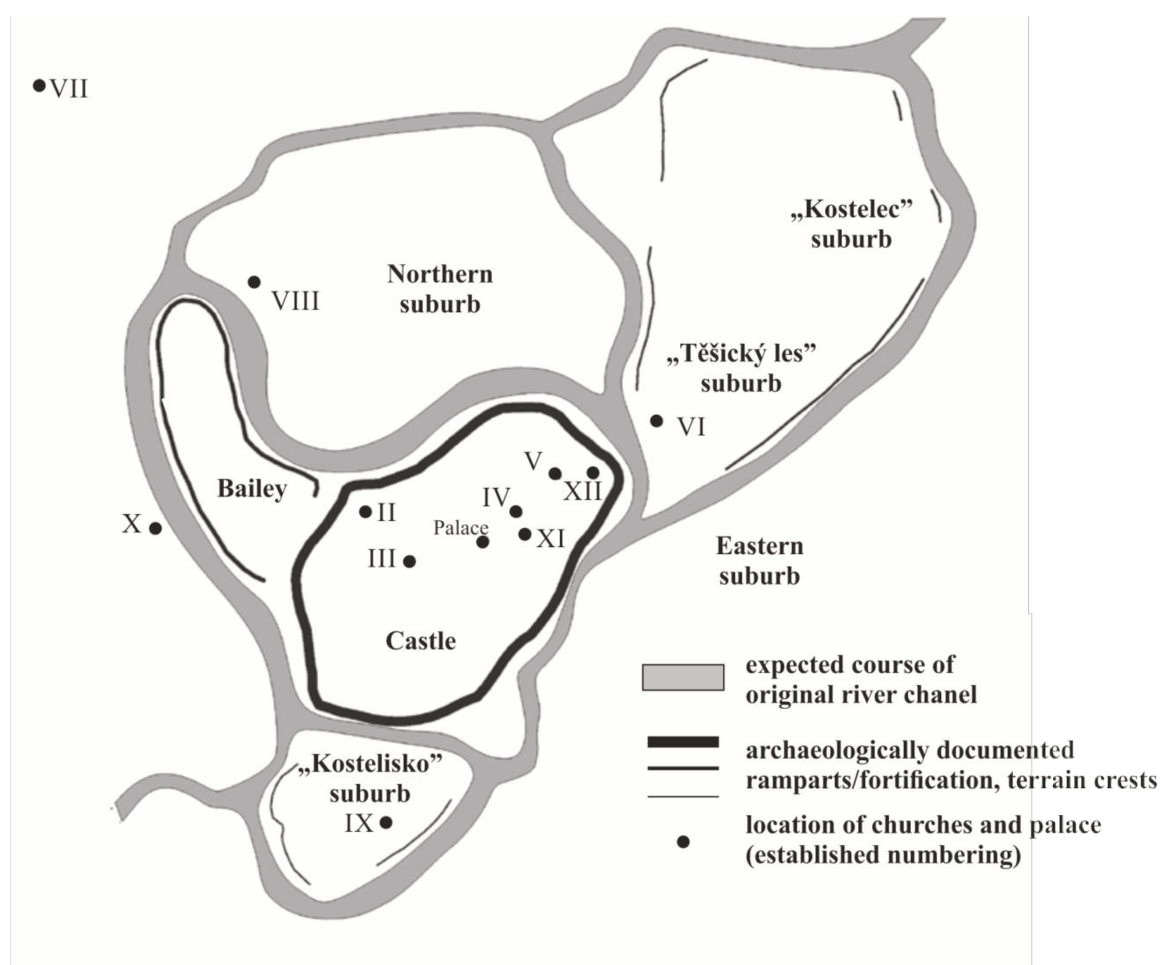 VII
„Kostelec”
suburb
Northern
suburb
VIII
„Těšický les”
suburb
VI
V
XII
Bailey
II
IV
X
Palace
XI
III
Eastern
suburb
Castle
expected course of
original river chanel
archaeologically documented
ramparts/fortification, terrain crests
„Kostelisko”
suburb
IX
location of churches and palace
(established numbering)